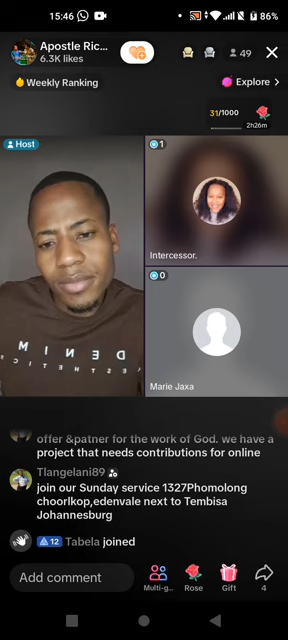 15:46
86%
Apostle Ric...
6.3K likes
49
Weekly Ranking
Explore >
31/1000
2h26m
Host
1
Intercessor.
0
Marie Jaxa
DENIM
offer &patner for the work of God. we have a
project that needs contributions for online
Tlangelani89
join our Sunday service 1327Phomolong
choorlkop,edenvale next to Tembisa
Johannesburg
12 Tabela joined
Add comment
Multi-g...
Rose
Gift
4